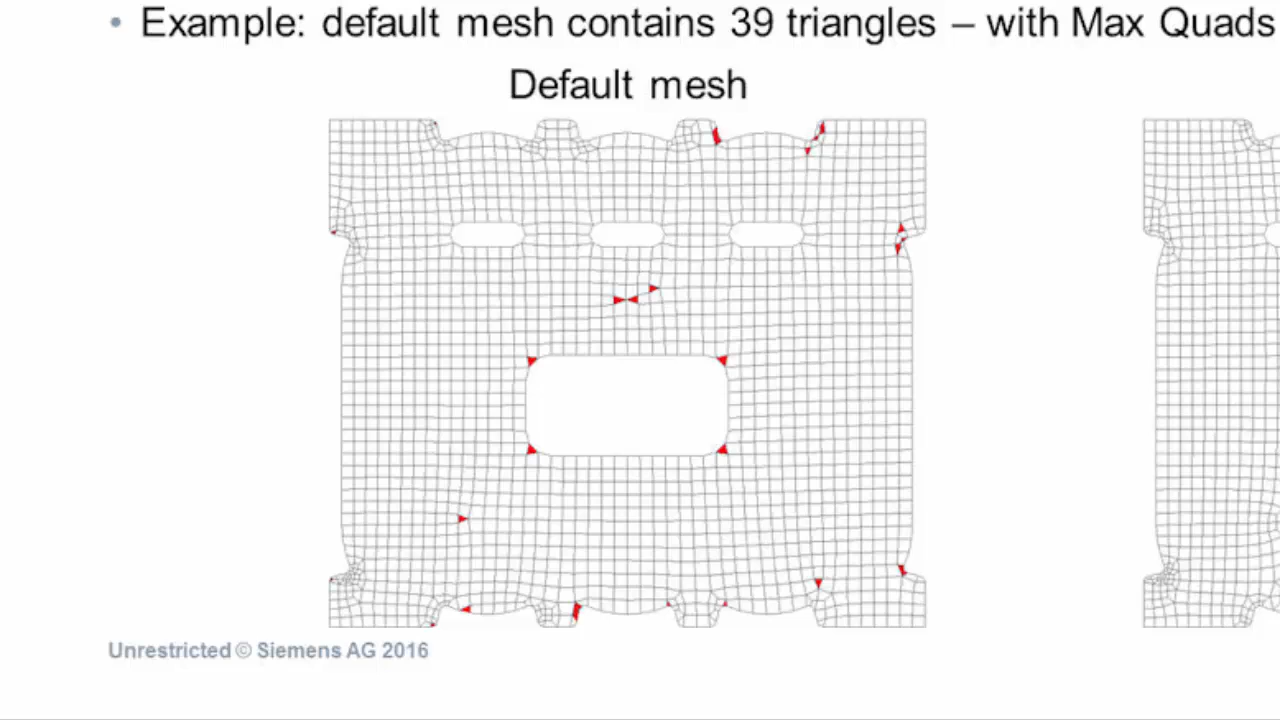 • Example: default mesh contains 39 triangles – with Max Quads
Default mesh
Unrestricted © Siemens AG 2016